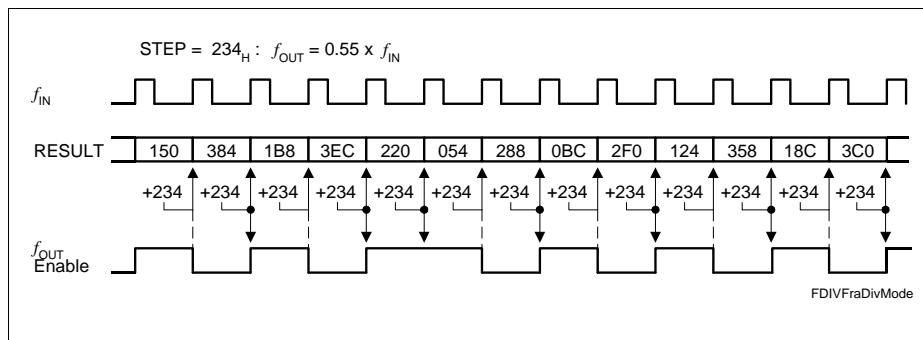 STEP = 234H : fOUT = 0.55 x fIN
fIN
RESULT 150 384 1B8 3EC 220 054 288 0BC 2F0 124 358 18C 3C0
+234 +234 +234 +234 +234 +234 +234 +234 +234 +234 +234 +234 +234
fOUT
Enable
FDIVFraDivMode